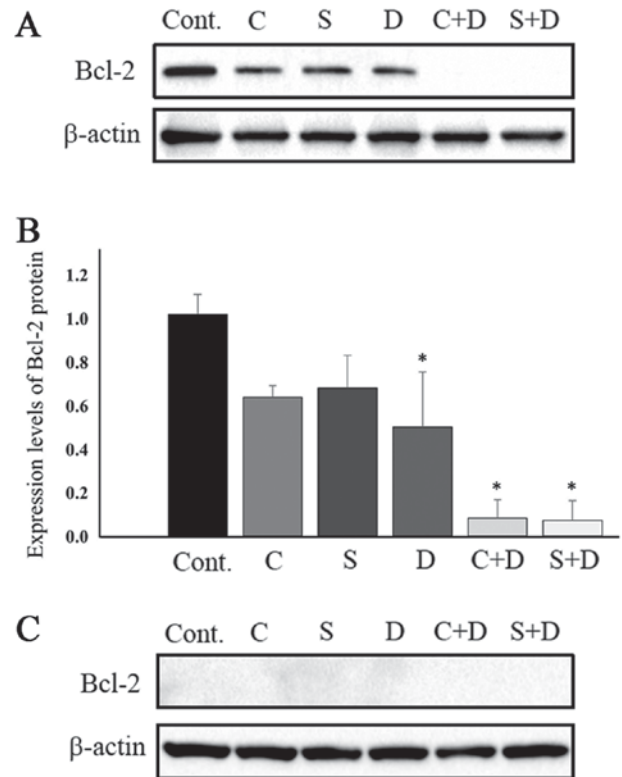 A
Cont. C S D C+D S+D
Bcl-2
β-actin
B
Expression levels of Bcl-2 protein
1.2
1.0
0.8
0.6
0.4
0.2
0.0
*
* *
Cont. C S D C+D S+D
C
Cont. C S D C+D S+D
Bcl-2
β-actin